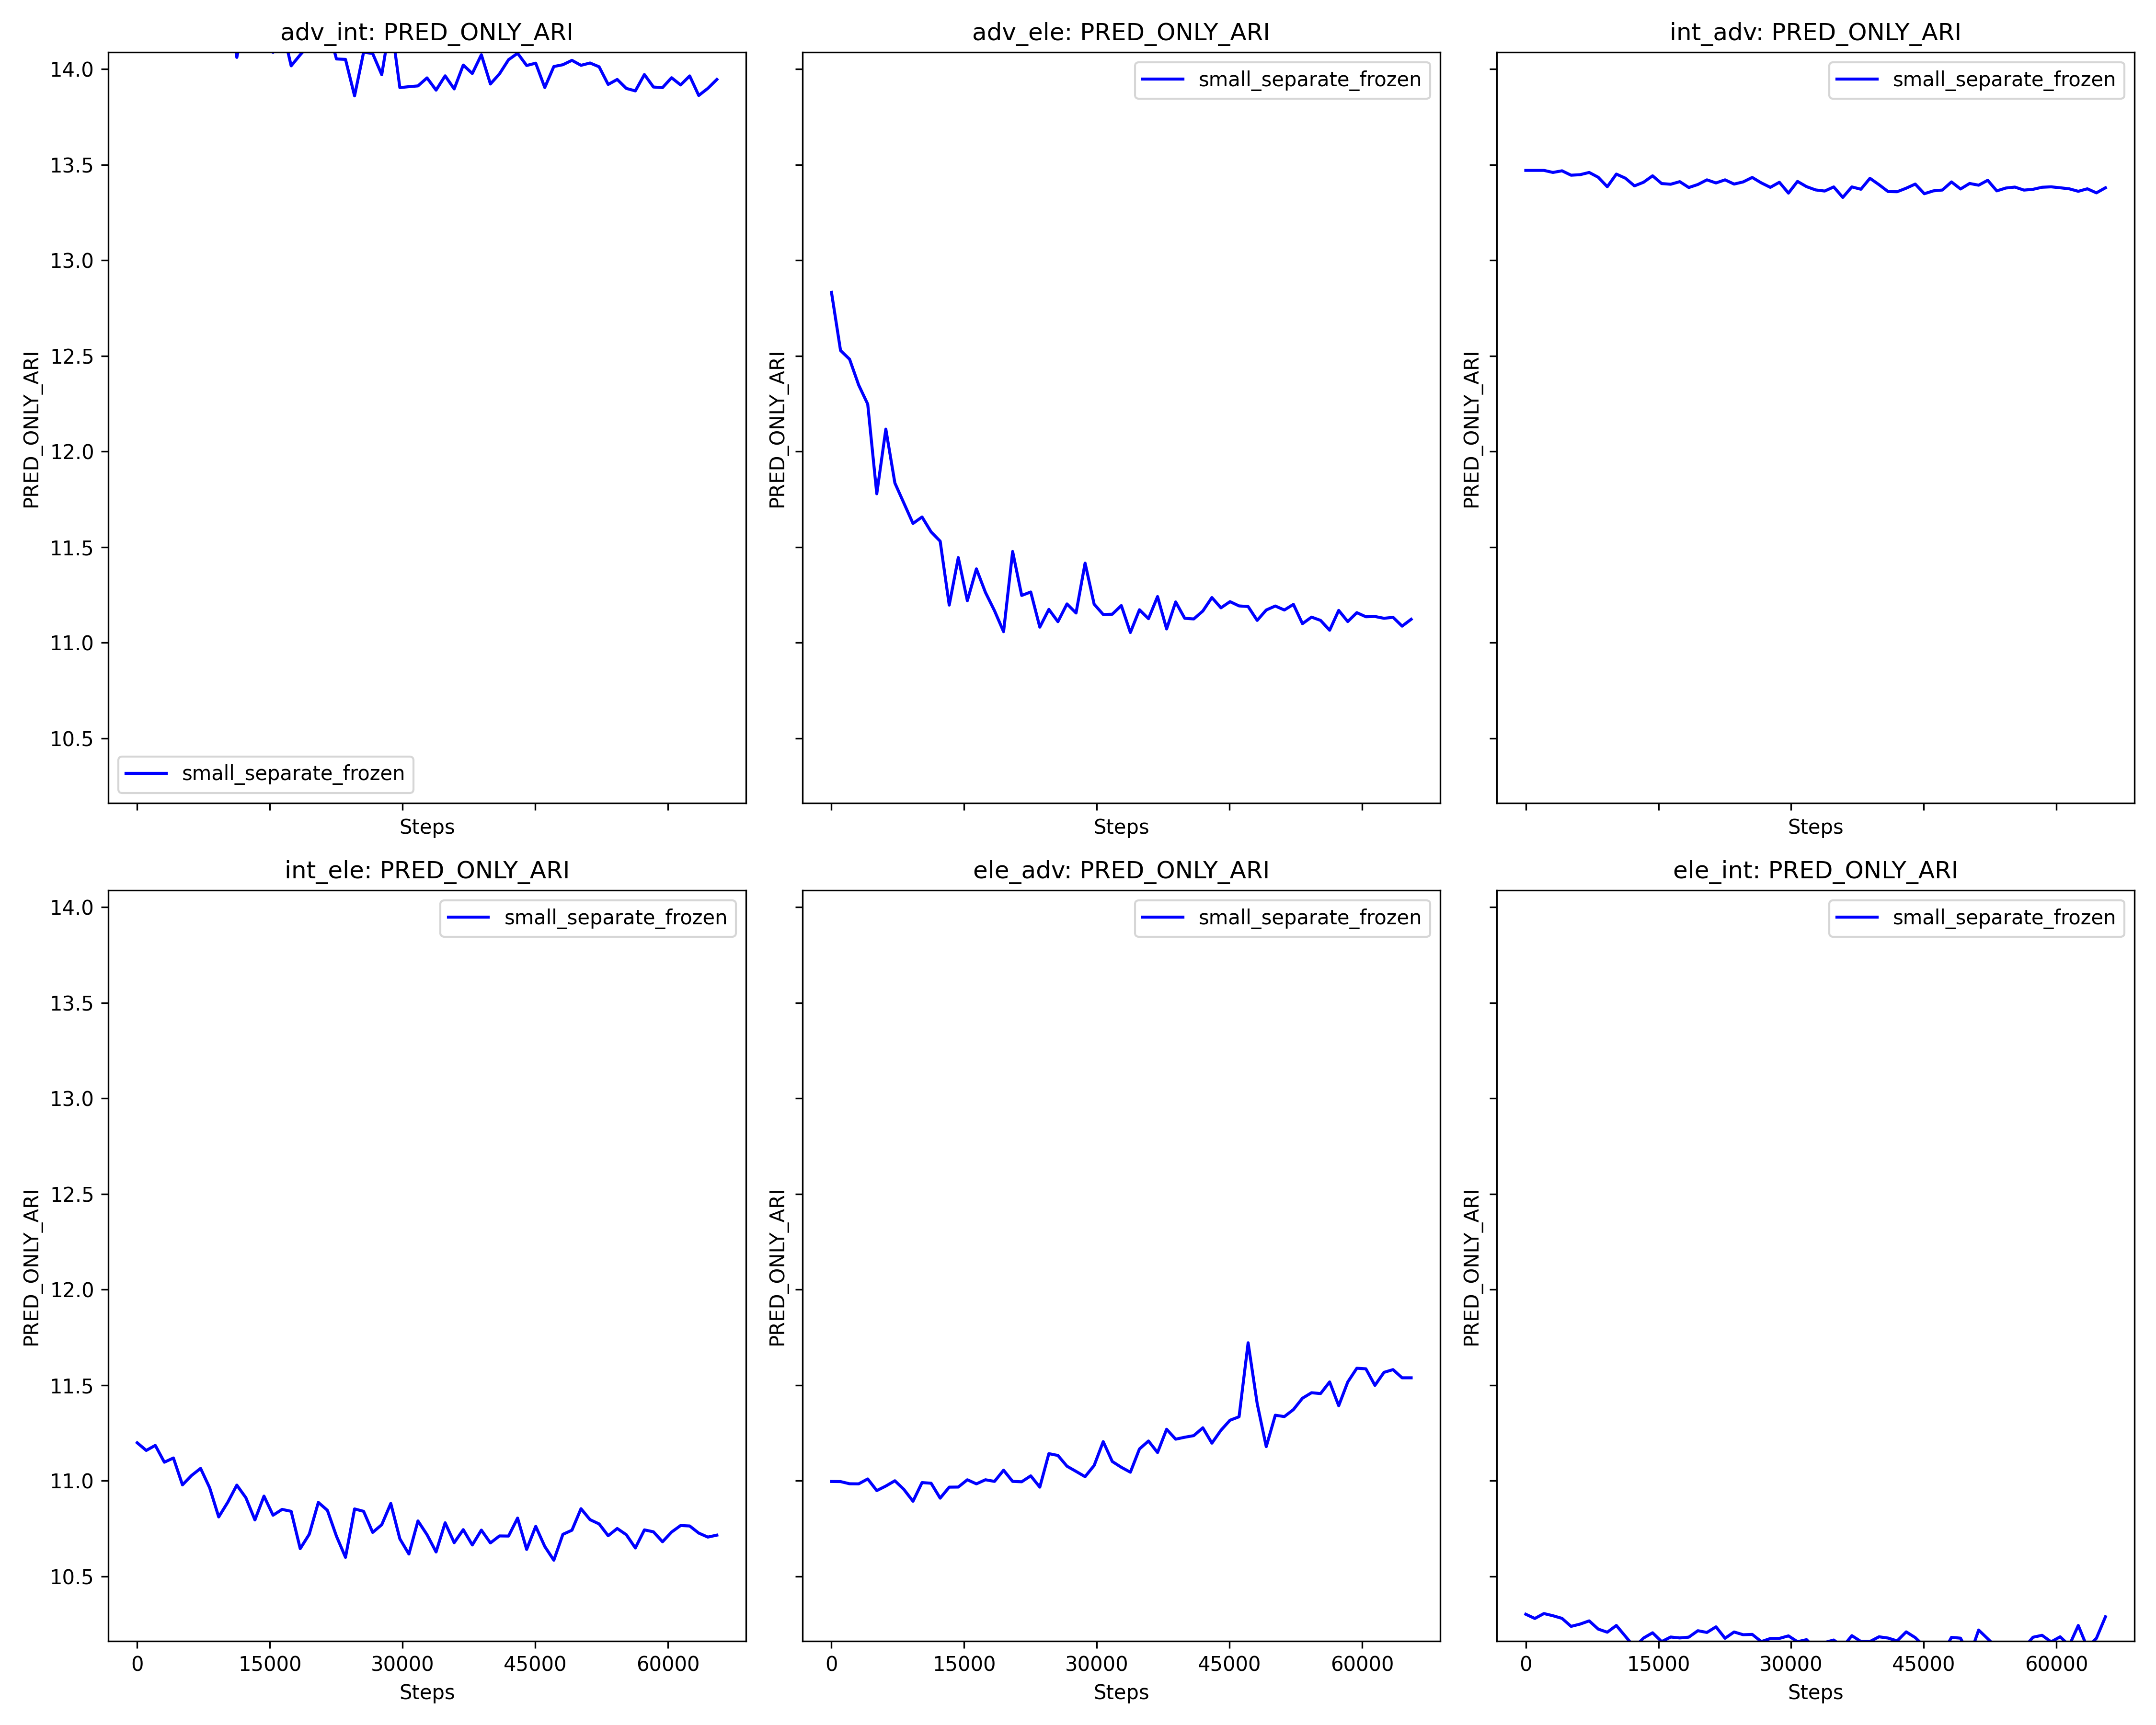 adv_int: PRED_ONLY_ARI
adv_ele: PRED_ONLY_ARI
int_adv: PRED_ONLY_ARI
PRED_ONLY_ARI
14.0
13.5
13.0
12.5
12.0
11.5
11.0
10.5
small_separate_frozen
Steps
PRED_ONLY_ARI
small_separate_frozen
Steps
PRED_ONLY_ARI
small_separate_frozen
Steps
int_ele: PRED_ONLY_ARI
ele_adv: PRED_ONLY_ARI
ele_int: PRED_ONLY_ARI
PRED_ONLY_ARI
14.0
13.5
13.0
12.5
12.0
11.5
11.0
10.5
small_separate_frozen
0 15000 30000 45000 60000
Steps
PRED_ONLY_ARI
small_separate_frozen
0 15000 30000 45000 60000
Steps
PRED_ONLY_ARI
small_separate_frozen
0 15000 30000 45000 60000
Steps